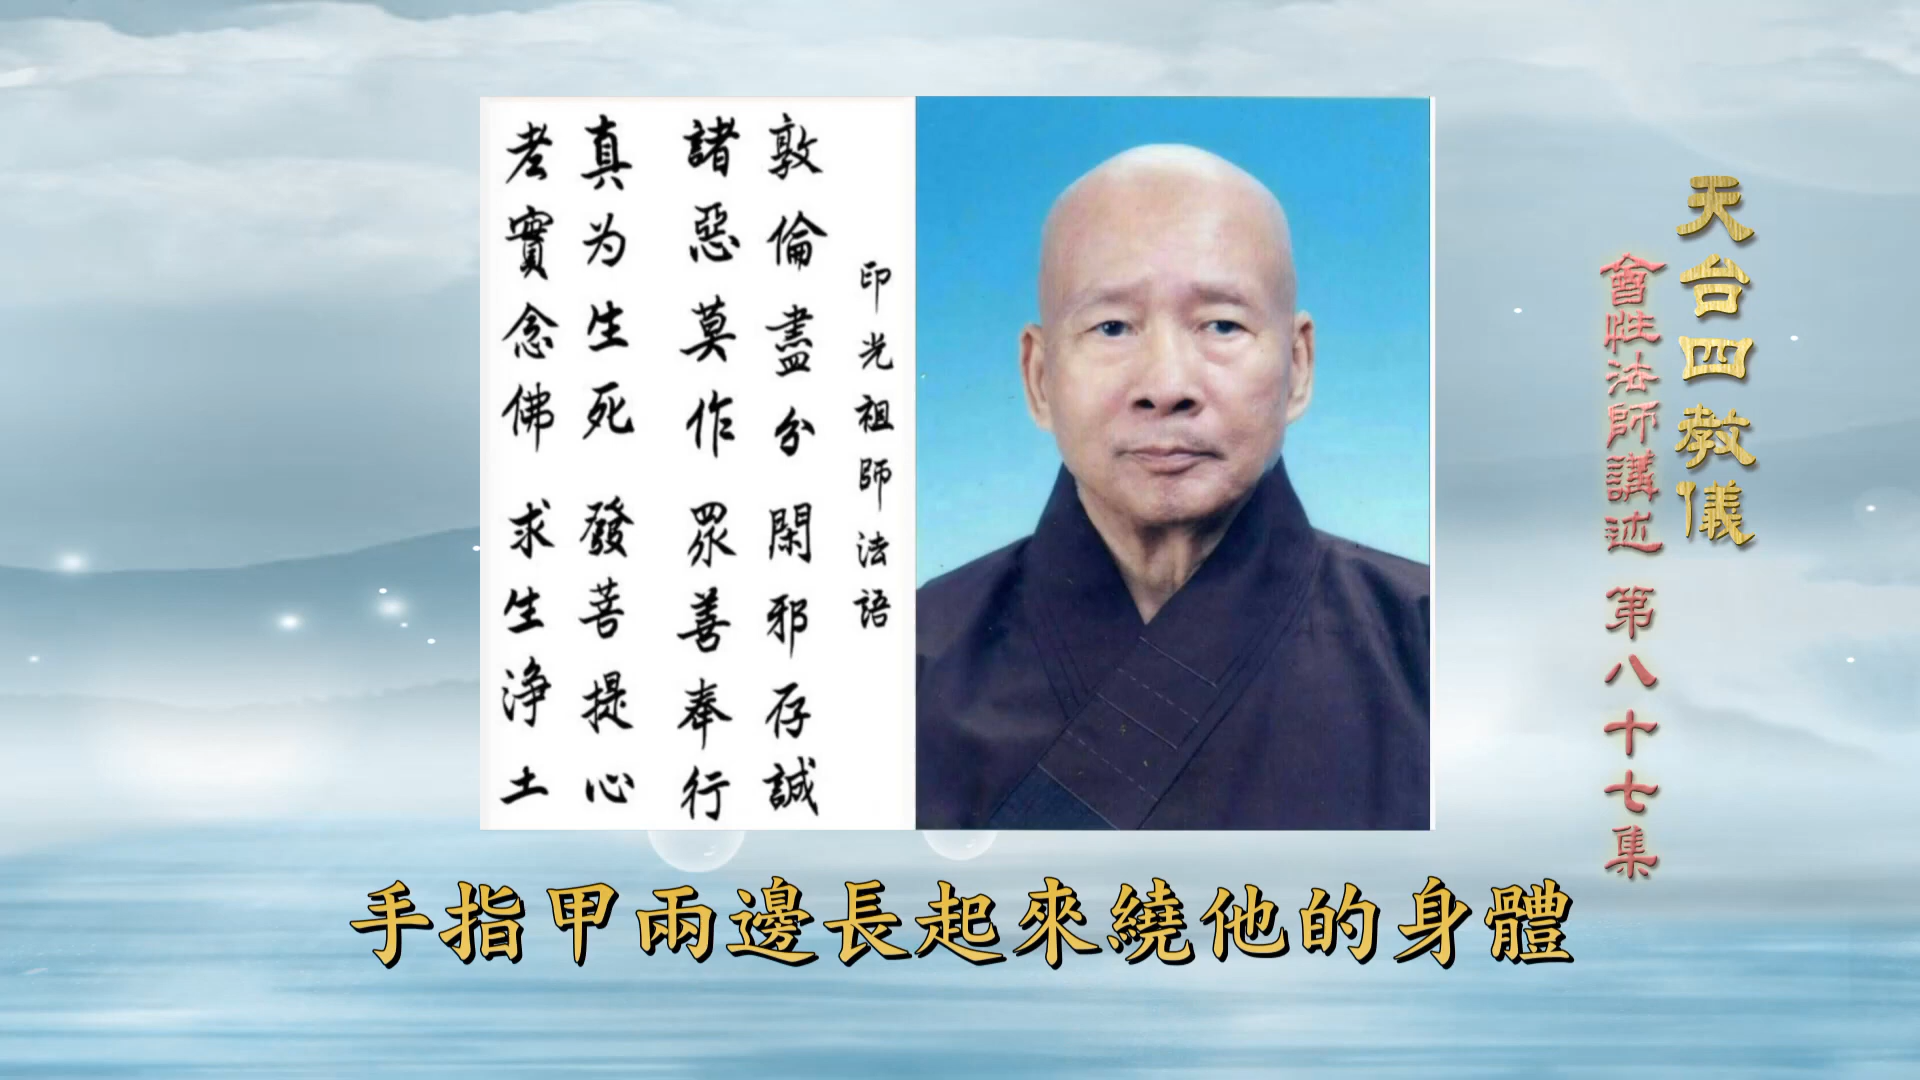 天台四教儀
會性法師講述 第八十七集
印光祖師法語
敦倫盡分 閑邪存誠
諸惡莫作 眾善奉行
真为生死 發菩提心
老實念佛 求生淨土
手指甲兩邊長起來繞他的身體